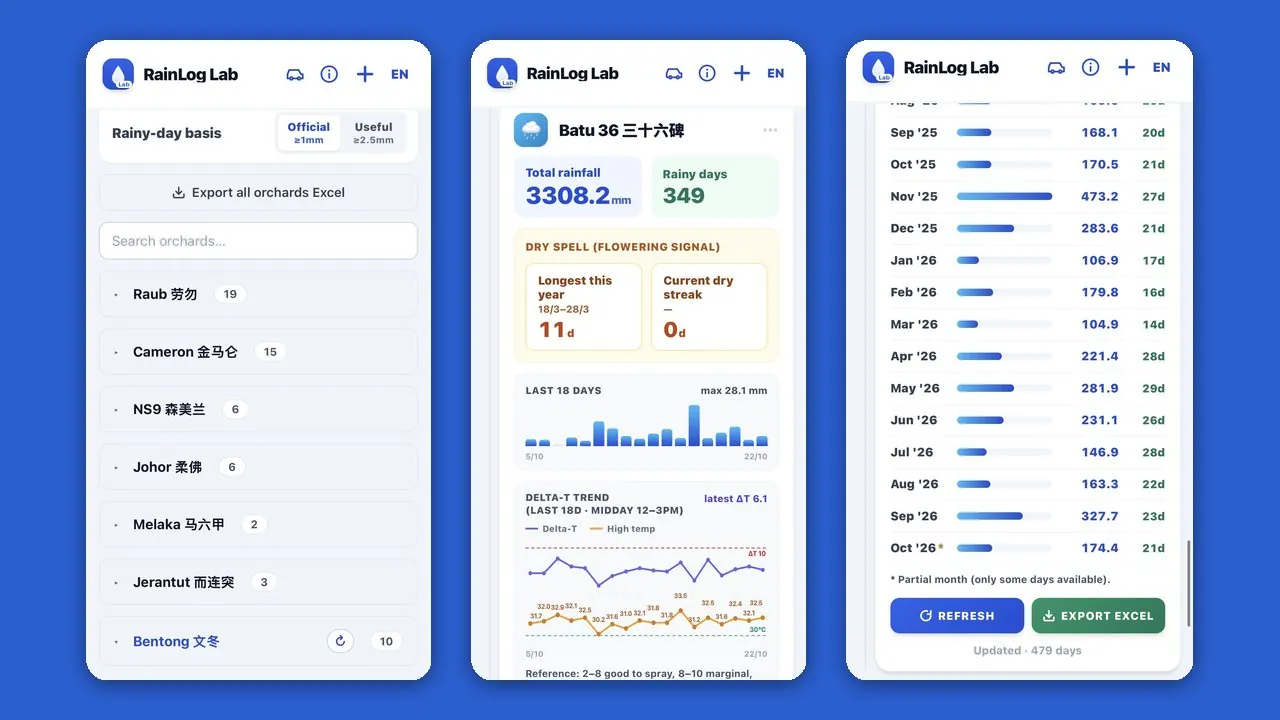 RainLog Lab
EN
Rainy-day basis
Official
≥1mm
Useful
≥2.5mm
Export all orchards Excel
Search orchards...
Raub 劳勿 19
Cameron 金马仑 15
NS9 森美兰 6
Johor 柔佛 6
Melaka 马六甲 2
Jerantut 而连突 3
Bentong 文冬 10
RainLog Lab
EN
Batu 36 三十六碑
Total rainfall
3308.2mm
Rainy days
349
DRY SPELL (FLOWERING SIGNAL)
Longest this
year
18/3–28/3
11d
Current dry
streak
—
0d
LAST 18 DAYS max 28.1 mm
5/10 22/10
DELTA-T TREND
(LAST 18D · MIDDAY 12–3PM)
latest ΔT 6.1
Delta-T High temp
ΔT 10
31.7 32.0 32.9 32.1 32.5 30.2 31.6 31.0 32.1 31.8 31.8 33.5 31.2 32.5 31.6 32.4 32.1 32.5
30°C
5/10 22/10
Reference: 2–8 good to spray, 8–10 marginal,
RainLog Lab
EN
Sep '25 168.1 20d
Oct '25 170.5 21d
Nov '25 473.2 27d
Dec '25 283.6 21d
Jan '26 106.9 17d
Feb '26 179.8 16d
Mar '26 104.9 14d
Apr '26 221.4 28d
May '26 281.9 29d
Jun '26 231.1 26d
Jul '26 146.9 28d
Aug '26 163.3 22d
Sep '26 327.7 23d
Oct '26* 174.4 21d
* Partial month (only some days available).
REFRESH
EXPORT EXCEL
Updated · 479 days